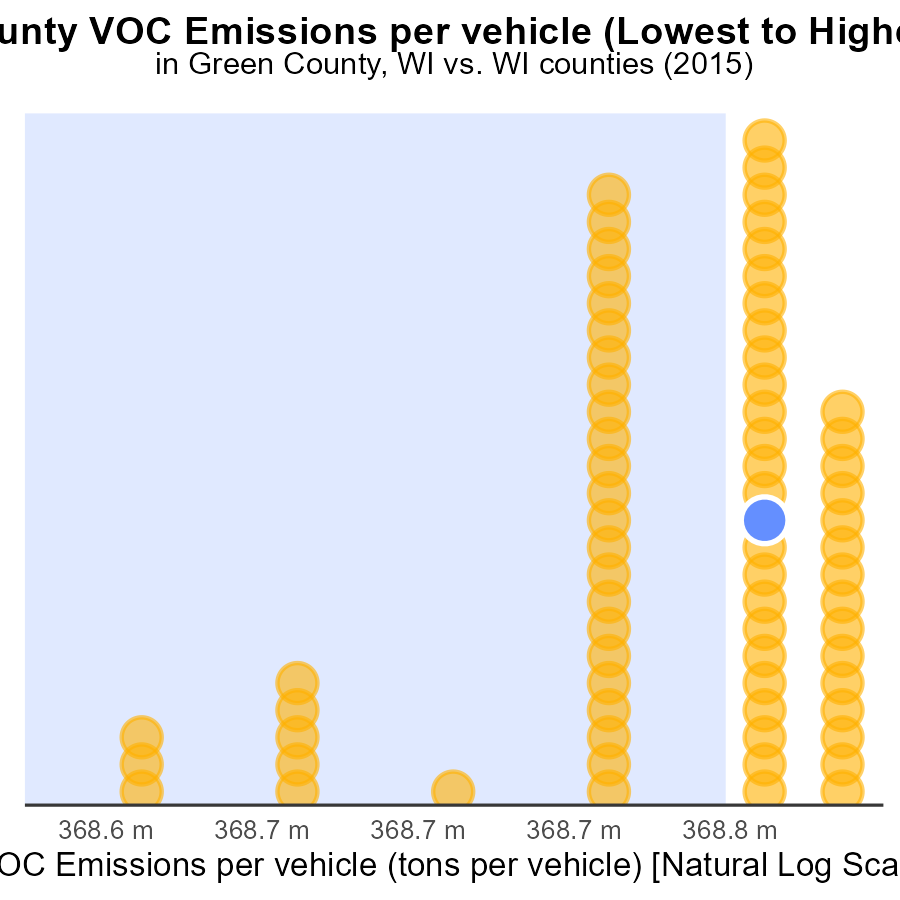 unty VOC Emissions per vehicle (Lowest to Highe
in Green County, WI vs. WI counties (2015)
368.6 m 368.7 m 368.7 m 368.7 m 368.8 m
OC Emissions per vehicle (tons per vehicle) [Natural Log Sca